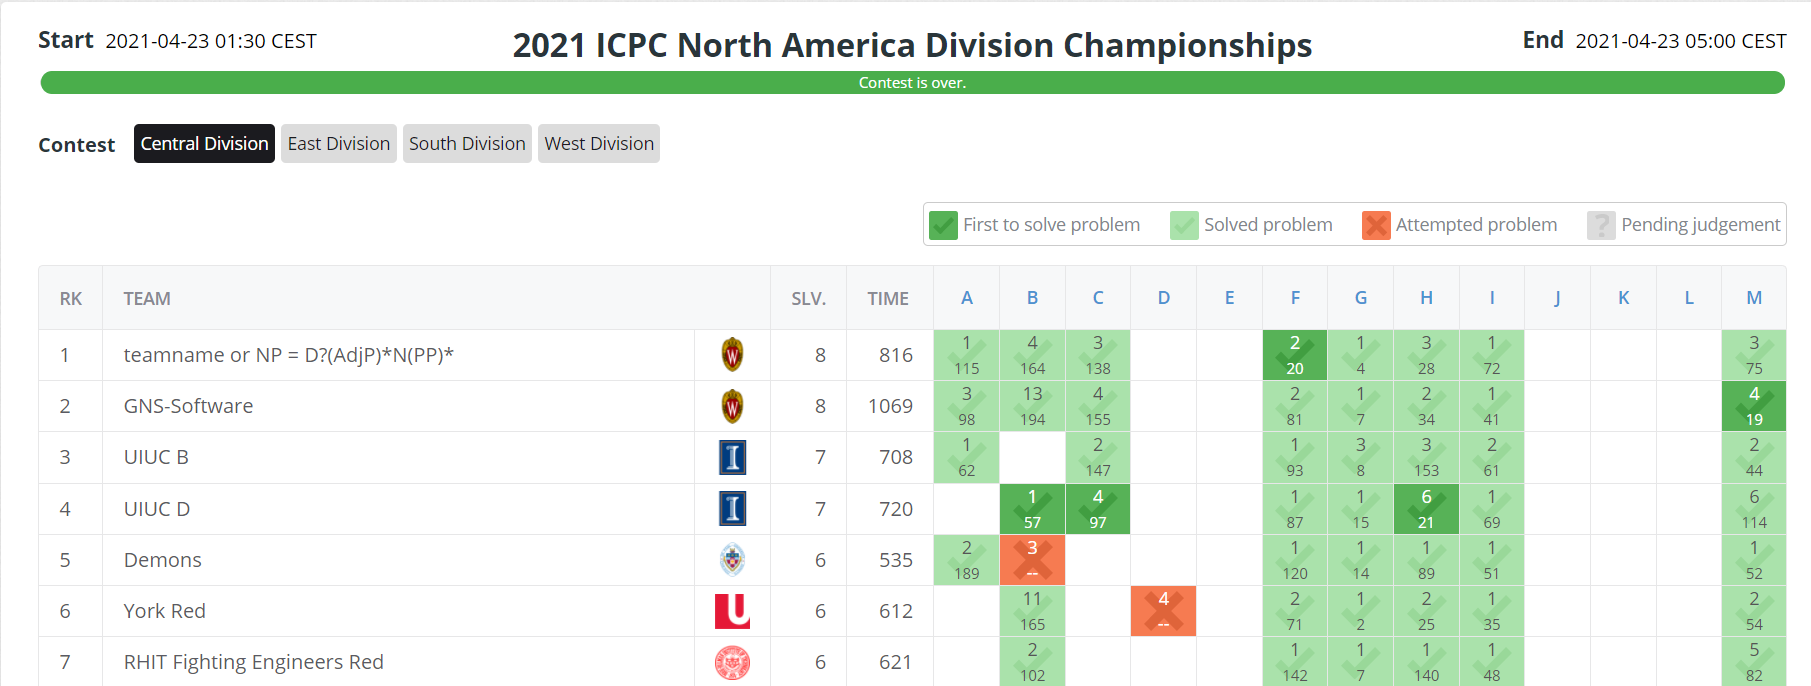 Start 2021-04-23 01:30 CEST 2021 ICPC North America Division Championships End 2021-04-23 05:00 CEST
Contest is over.
Contest Central Division East Division South Division West Division
First to solve problem Solved problem Attempted problem ? Pending judgement
RK TEAM SLV. TIME A B C D E F G H I J K L M
1 teamname or NP = D?(AdjP)*N(PP)* W 8 816 1 4 3 2 1 3 1 3
115 164 138 20 4 28 72 75
2 GNS-Software W 8 1069 3 13 4 2 1 2 1 4
98 194 155 81 7 34 41 19
3 UIUC B I 7 708 1 2 1 3 3 2 2
62 147 93 8 153 61 44
4 UIUC D I 7 720 1 4 1 1 6 1 6
57 97 87 15 21 69 114
5 Demons 6 535 2 3 1 1 1 1 1
189 -- 120 14 89 51 52
6 York Red U 6 612 11 4 2 1 2 1 2
165 -- 71 2 25 35 54
7 RHIT Fighting Engineers Red 6 621 2 1 1 1 1 5
102 142 7 140 48 82